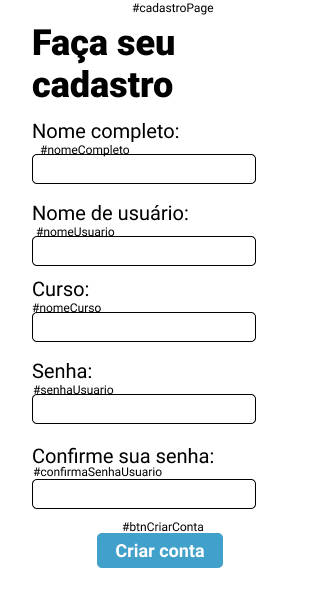 #cadastroPage
Faça seu
cadastro
Nome completo:
#nomeCompleto
Nome de usuário:
#nomeUsuario
Curso:
#nomeCurso
Senha:
#senhaUsuario
Confirme sua senha:
#confirmaSenhaUsuario
#btnCriarConta
Criar conta